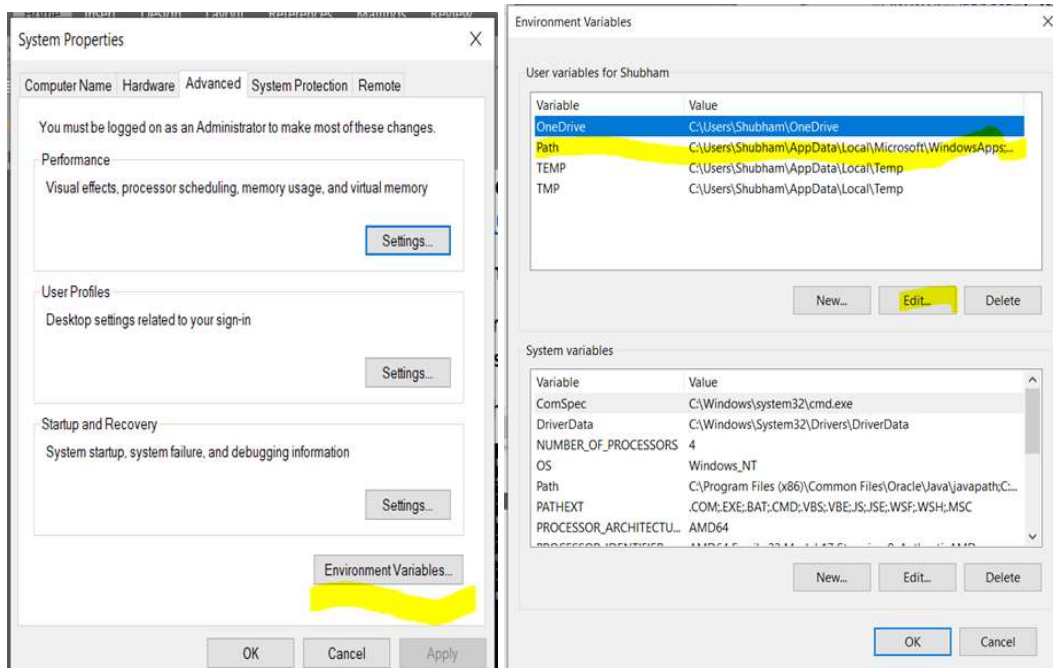 System Properties
Computer Name Hardware Advanced System Protection Remote
You must be logged on as an Administrator to make most of these changes.
Performance
Visual effects, processor scheduling, memory usage, and virtual memory
Settings...
User Profiles
Desktop settings related to your sign-in
Settings...
Startup and Recovery
System startup, system failure, and debugging information
Settings...
Environment Variables...
OK Cancel Apply
Environment Variables
User variables for Shubham
Variable Value
OneDrive C:\Users\Shubham\OneDrive
Path C:\Users\Shubham\AppData\Local\Microsoft\WindowsApps;...
TEMP C:\Users\Shubham\AppData\Local\Temp
TMP C:\Users\Shubham\AppData\Local\Temp
New... Edit... Delete
System variables
Variable Value
ComSpec C:\Windows\system32\cmd.exe
DriverData C:\Windows\System32\Drivers\DriverData
NUMBER_OF_PROCESSORS 4
OS Windows_NT
Path C:\Program Files (x86)\Common Files\Oracle\Java\javapath;C:...
PATHEXT .COM;.EXE;.BAT;.CMD;.VBS;.VBE;.JS;.JSE;.WSF;.WSH;.MSC
PROCESSOR_ARCHITECTU... AMD64
New... Edit... Delete
OK Cancel